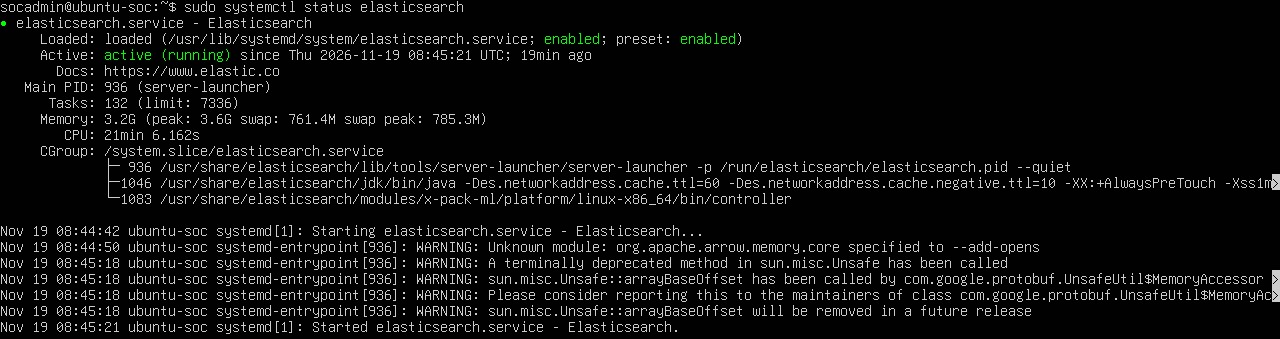 socadmin@ubuntu-soc:~$ sudo systemctl status elasticsearch
● elasticsearch.service - Elasticsearch
Loaded: loaded (/usr/lib/systemd/system/elasticsearch.service; enabled; preset: enabled)
Active: active (running) since Thu 2026-11-19 08:45:21 UTC; 19min ago
Docs: https://www.elastic.co
Main PID: 936 (server-launcher)
Tasks: 132 (limit: 7336)
Memory: 3.2G (peak: 3.6G swap: 761.4M swap peak: 785.3M)
CPU: 21min 6.162s
CGroup: /system.slice/elasticsearch.service
├─ 936 /usr/share/elasticsearch/lib/tools/server-launcher/server-launcher -p /run/elasticsearch/elasticsearch.pid --quiet
├─1046 /usr/share/elasticsearch/jdk/bin/java -Des.networkaddress.cache.ttl=60 -Des.networkaddress.cache.negative.ttl=10 -XX:+AlwaysPreTouch -Xss1m>
└─1083 /usr/share/elasticsearch/modules/x-pack-ml/platform/linux-x86_64/bin/controller
Nov 19 08:44:42 ubuntu-soc systemd[1]: Starting elasticsearch.service - Elasticsearch...
Nov 19 08:44:50 ubuntu-soc systemd-entrypoint[936]: WARNING: Unknown module: org.apache.arrow.memory.core specified to --add-opens
Nov 19 08:45:18 ubuntu-soc systemd-entrypoint[936]: WARNING: A terminally deprecated method in sun.misc.Unsafe has been called
Nov 19 08:45:18 ubuntu-soc systemd-entrypoint[936]: WARNING: sun.misc.Unsafe::arrayBaseOffset has been called by com.google.protobuf.UnsafeUtil$MemoryAccessor >
Nov 19 08:45:18 ubuntu-soc systemd-entrypoint[936]: WARNING: Please consider reporting this to the maintainers of class com.google.protobuf.UnsafeUtil$MemoryAcc>
Nov 19 08:45:18 ubuntu-soc systemd-entrypoint[936]: WARNING: sun.misc.Unsafe::arrayBaseOffset will be removed in a future release
Nov 19 08:45:21 ubuntu-soc systemd[1]: Started elasticsearch.service - Elasticsearch.